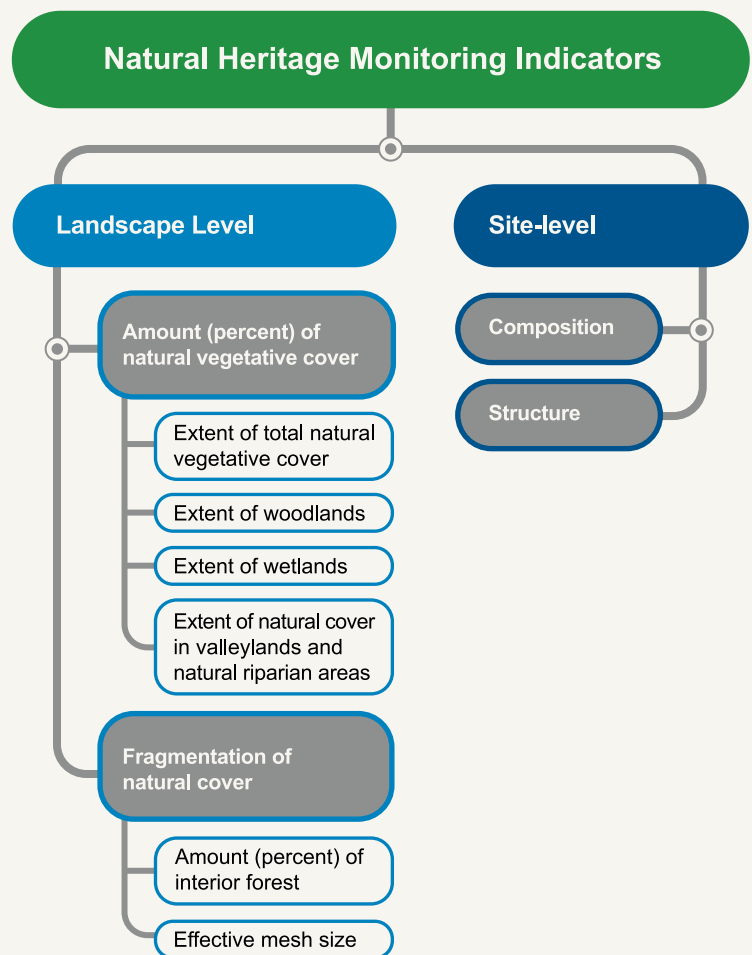 Natural Heritage Monitoring Indicators
Landscape Level
Amount (percent) of
natural vegetative cover
Extent of total natural
vegetative cover
Extent of woodlands
Extent of wetlands
Extent of natural cover
in valleylands and
natural riparian areas
Fragmentation of
natural cover
Amount (percent) of
interior forest
Effective mesh size
Site-level
Composition
Structure